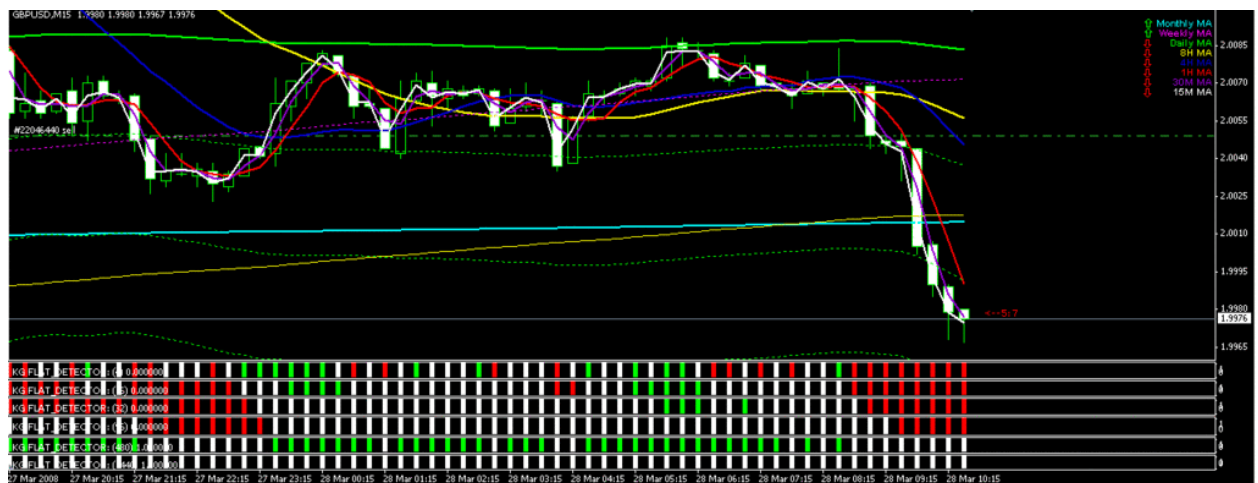 GBPUSD,M15 1.9980 1.9980 1.9967 1.9976
Monthly MA
Weekly MA
Daily MA
8H MA
4H MA
1H MA
30M MA
15M MA
2.0085
2.0070
2.0055
2.0040
2.0025
2.0010
1.9995
1.9980
1.9976
1.9965
#22046440 sell
<--5:7
KG FLAT_DETECTOR: 0.000000
KG FLAT_DETECTOR: 0.000000
KG FLAT_DETECTOR: (32) 0.000000
KG FLAT_DETECTOR:
KG FLAT_DETECTOR: (480)
KG FLAT_DETECTOR:
27 Mar 2008 27 Mar 20:15 27 Mar 21:15 27 Mar 22:15 27 Mar 23:15 28 Mar 00:15 28 Mar 01:15 28 Mar 02:15 28 Mar 03:15 28 Mar 04:15 28 Mar 05:15 28 Mar 06:15 28 Mar 07:15 28 Mar 08:15 28 Mar 09:15 28 Mar 10:15